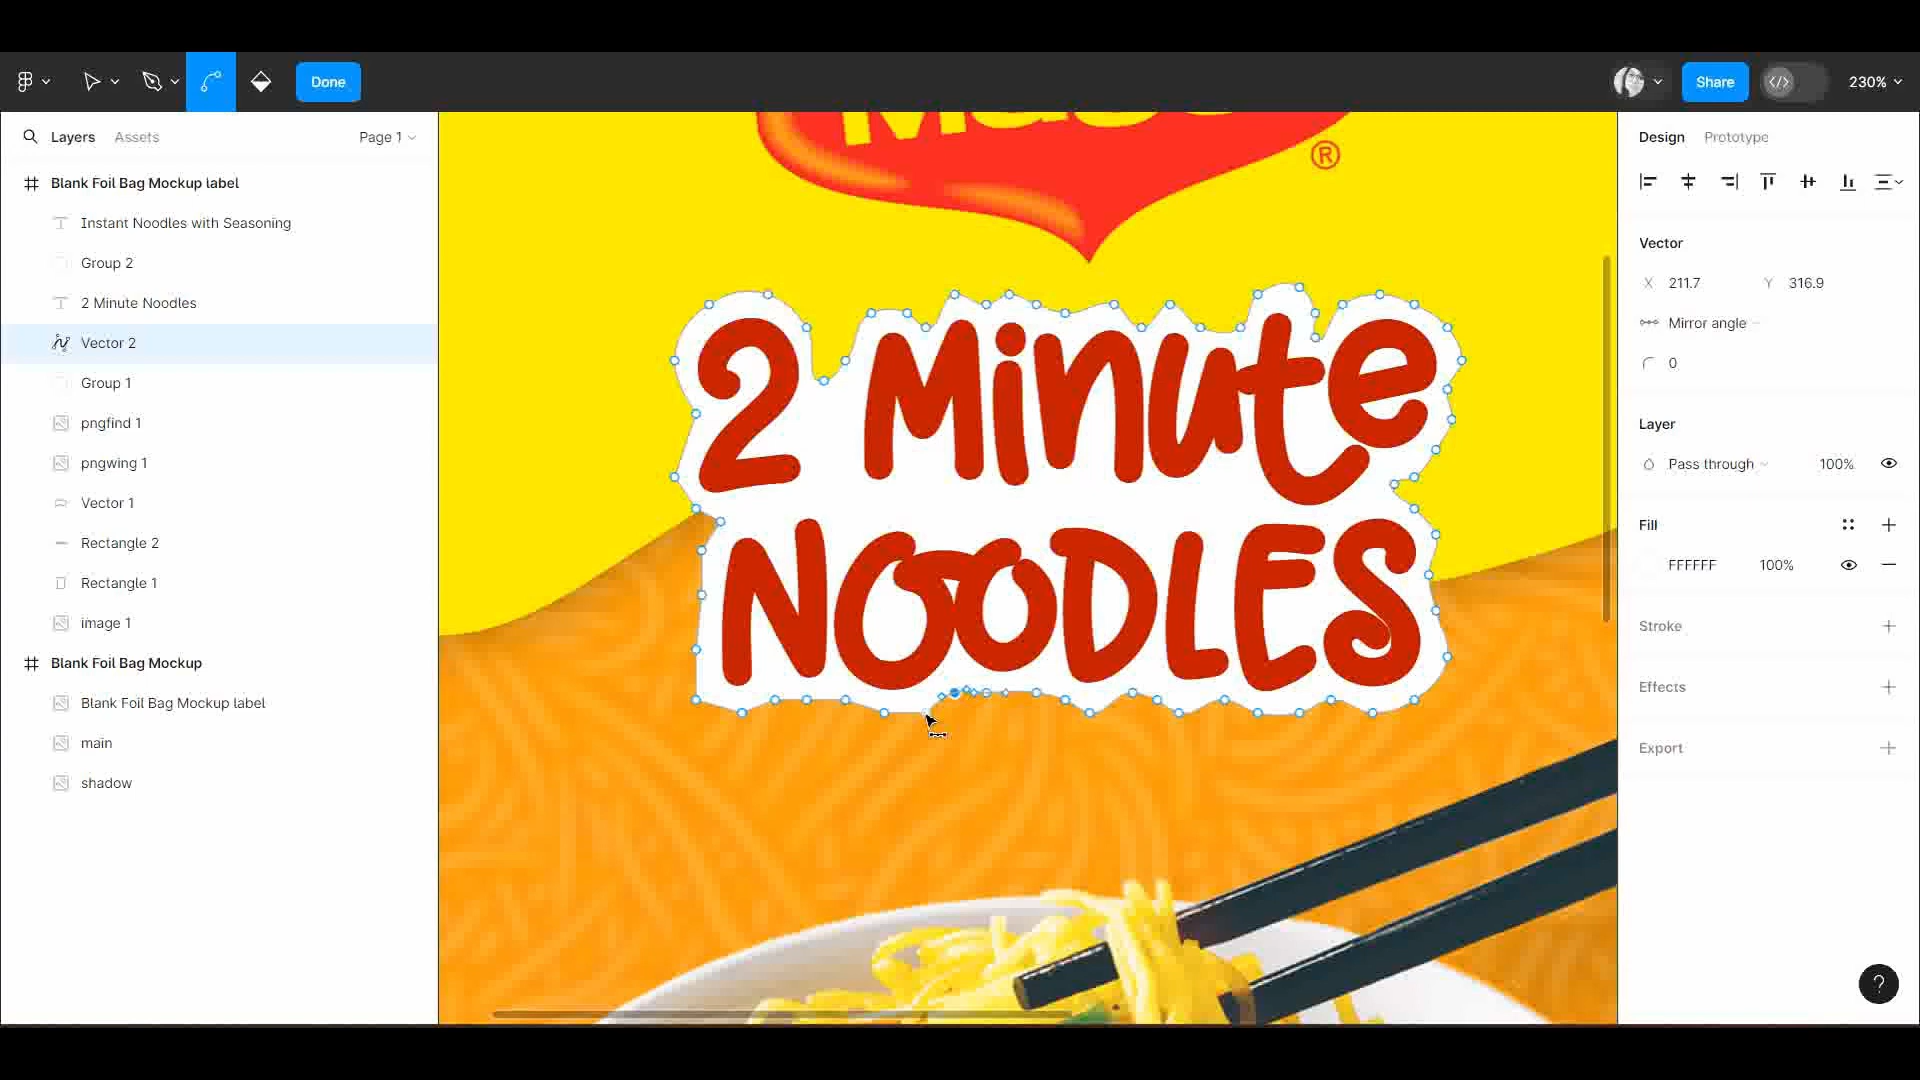 Done
Share
230%
Layers
Assets
Page 1
Design
Prototype
Blank Foil Bag Mockup label
Instant Noodles with Seasoning
Group 2
2 Minute Noodles
Vector 2
Group 1
pngfind 1
pngwing 1
Vector 1
Rectangle 2
Rectangle 1
image 1
Blank Foil Bag Mockup
Blank Foil Bag Mockup label
main
shadow
®
2 Minute
NOODLES
Vector
X 211.7 Y 316.9
Mirror angle
0
Layer
Pass through 100%
Fill
FFFFFF 100%
Stroke
Effects
Export
?